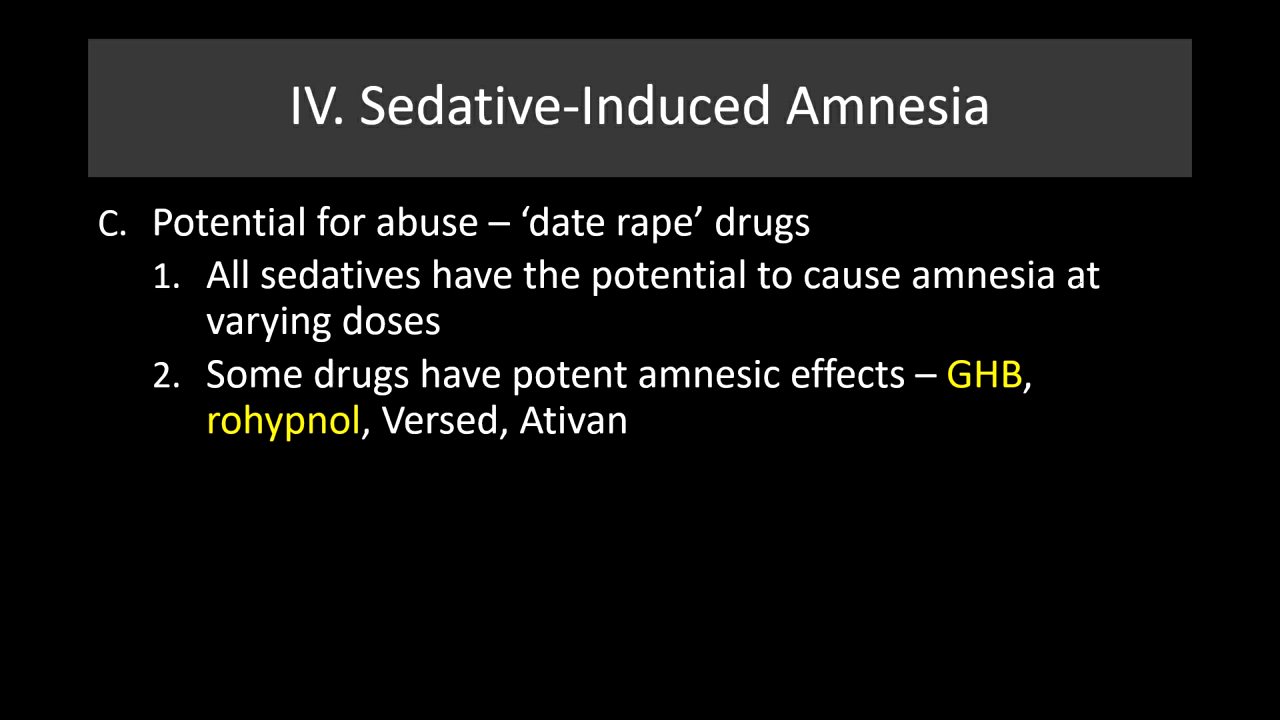 IV. Sedative-Induced Amnesia
C. Potential for abuse – ‘date rape’ drugs
1. All sedatives have the potential to cause amnesia at
varying doses
2. Some drugs have potent amnesic effects – GHB,
rohypnol, Versed, Ativan